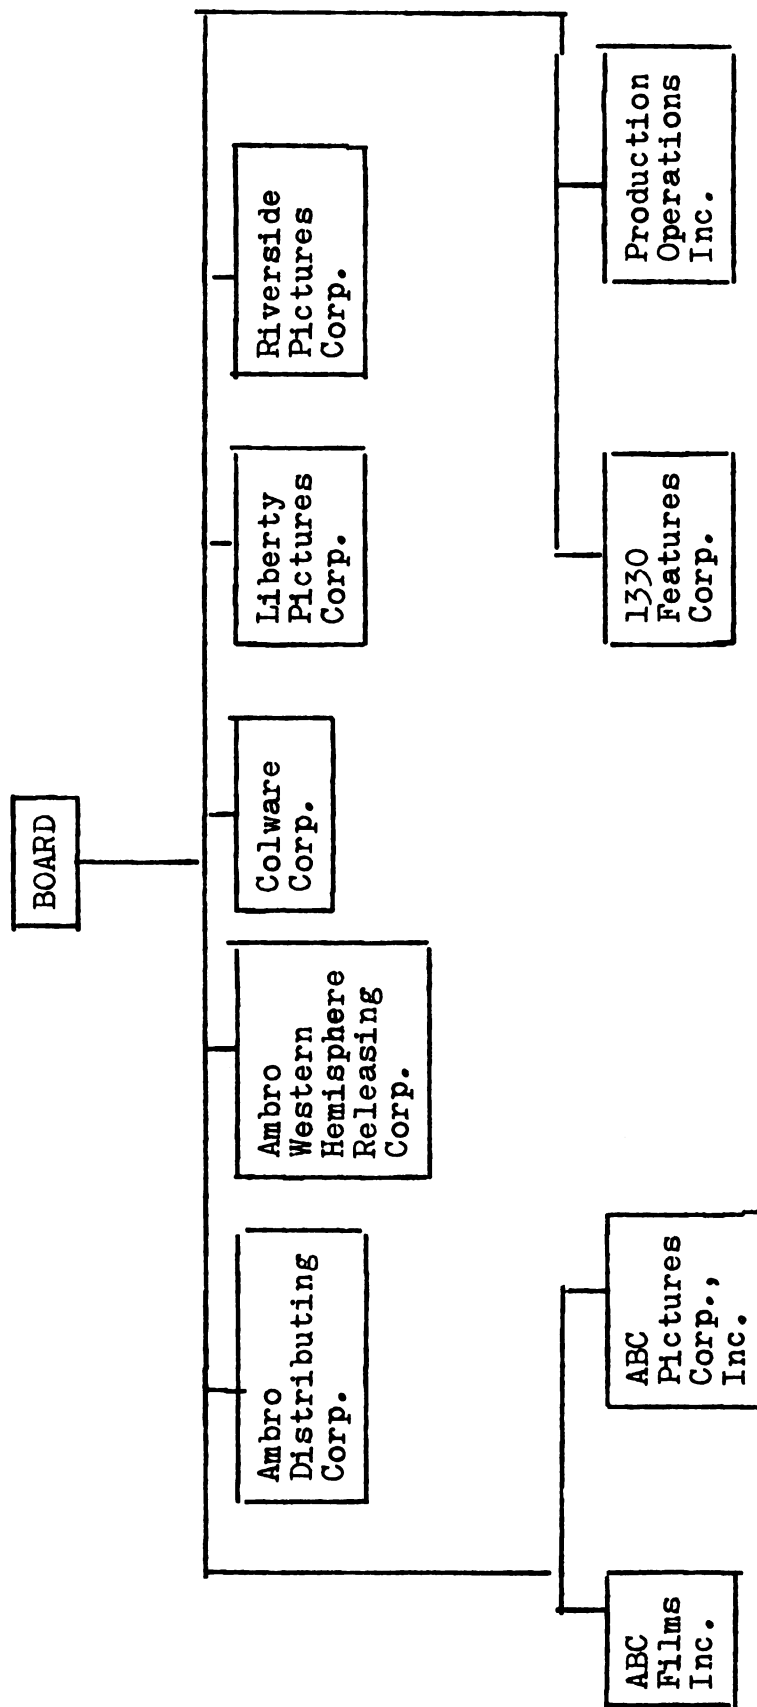 BOARD
Ambro
Distributing
Corp.
Ambro
Western
Hemisphere
Releasing
Corp.
Colware
Corp.
Liberty
Pictures
Corp.
Riverside
Pictures
Corp.
ABC
Films
Inc.
ABC
Pictures
Corp.,
Inc.
1330
Features
Corp.
Production
Operations
Inc.